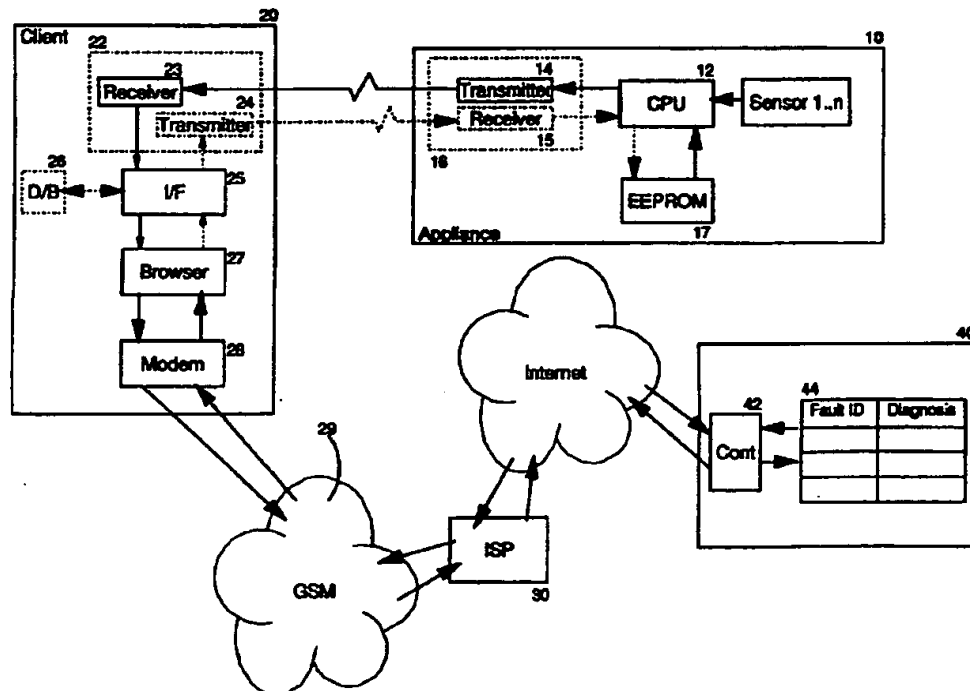 20
Client
22
23
Receiver
24
Transmitter
26
D/B
25
I/F
27
Browser
28
Modem
10
14
Transmitter
12
CPU
Sensor 1..n
Receiver
15
16
EEPROM
17
Appliance
Internet
40
42
Cont
44
Fault ID
Diagnosis
29
GSM
ISP
30